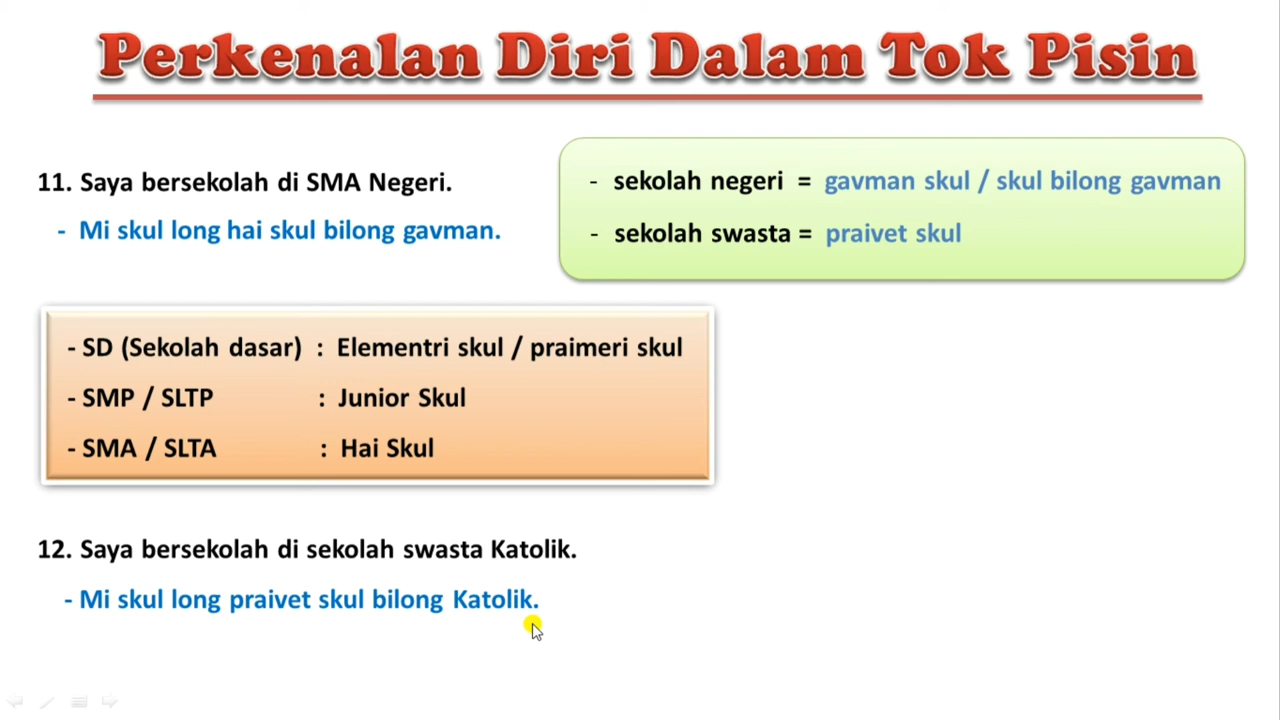 Perkenalan Diri Dalam Tok Pisin
11. Saya bersekolah di SMA Negeri.
- Mi skul long hai skul bilong gavman.
- sekolah negeri = gavman skul / skul bilong gavman
- sekolah swasta = praivet skul
- SD (Sekolah dasar) : Elementri skul / praimeri skul
- SMP / SLTP : Junior Skul
- SMA / SLTA : Hai Skul
12. Saya bersekolah di sekolah swasta Katolik.
- Mi skul long praivet skul bilong Katolik.